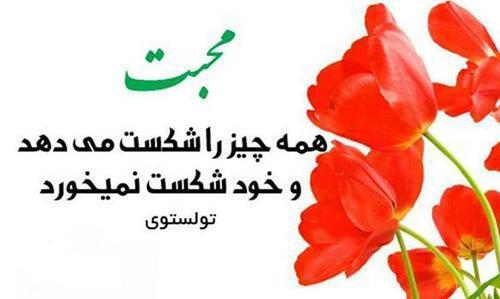 محبت
همه چیز را شکست می دهد
و خود شکست نمیخورد
تولستوی